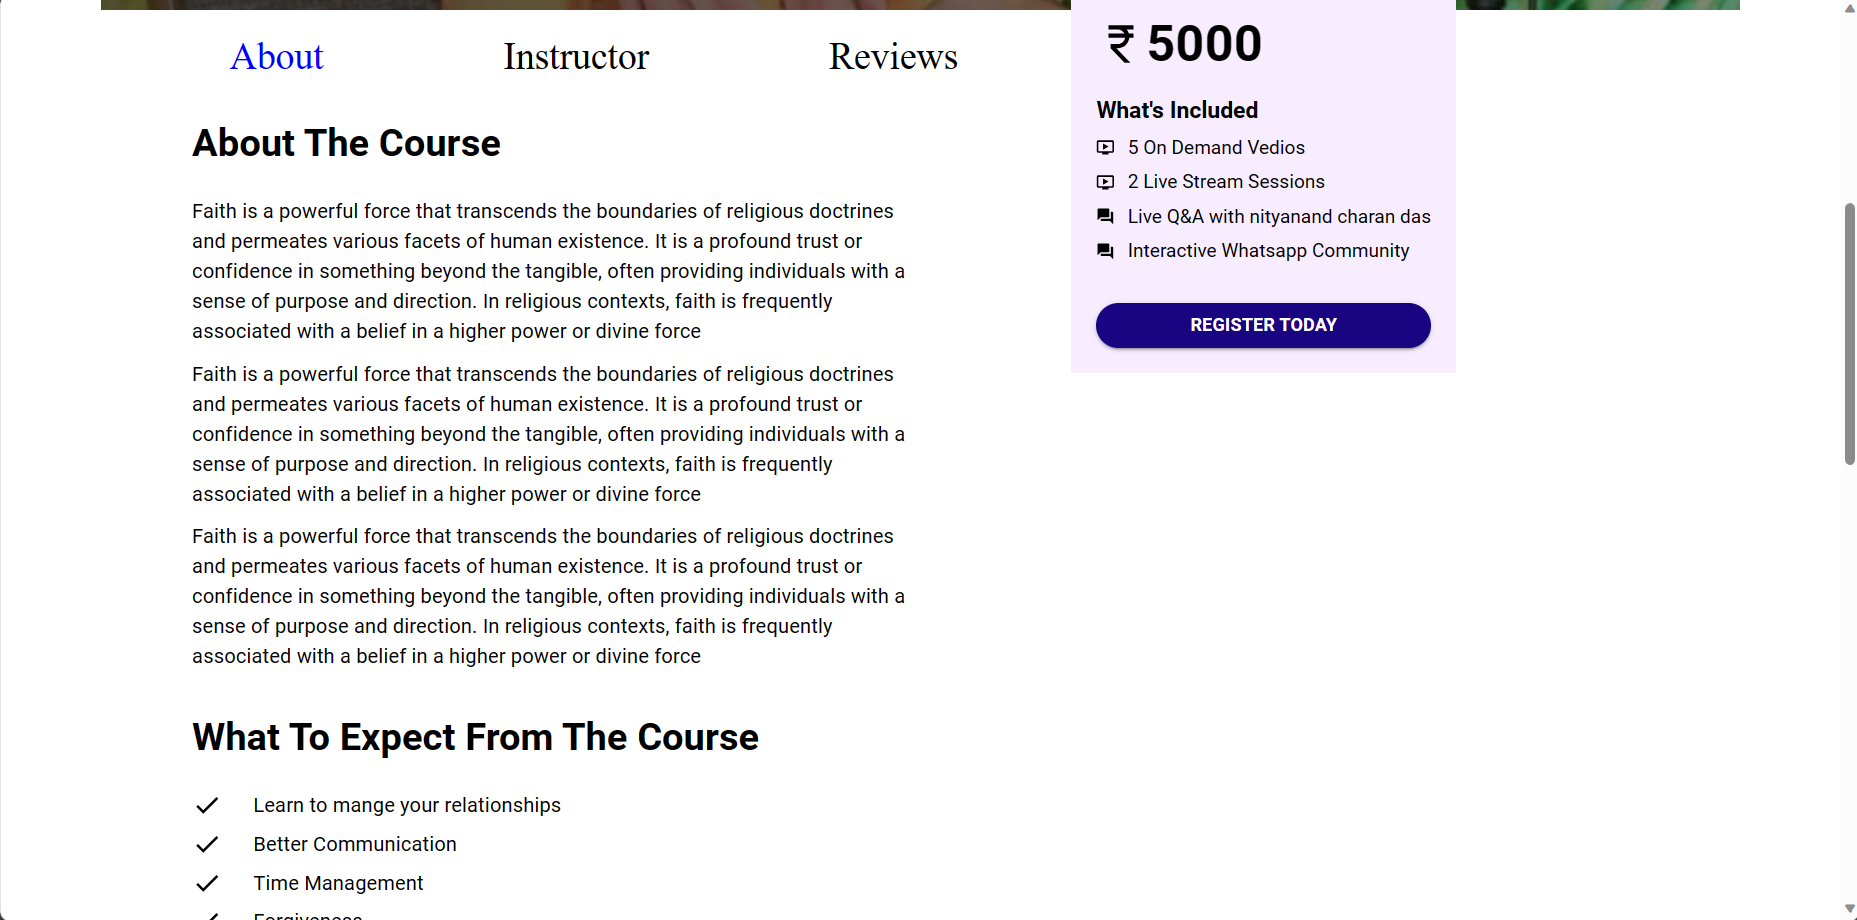 About
Instructor
Reviews
About The Course
Faith is a powerful force that transcends the boundaries of religious doctrines
and permeates various facets of human existence. It is a profound trust or
confidence in something beyond the tangible, often providing individuals with a
sense of purpose and direction. In religious contexts, faith is frequently
associated with a belief in a higher power or divine force
Faith is a powerful force that transcends the boundaries of religious doctrines
and permeates various facets of human existence. It is a profound trust or
confidence in something beyond the tangible, often providing individuals with a
sense of purpose and direction. In religious contexts, faith is frequently
associated with a belief in a higher power or divine force
Faith is a powerful force that transcends the boundaries of religious doctrines
and permeates various facets of human existence. It is a profound trust or
confidence in something beyond the tangible, often providing individuals with a
sense of purpose and direction. In religious contexts, faith is frequently
associated with a belief in a higher power or divine force
What To Expect From The Course
Learn to mange your relationships
Better Communication
Time Management
Forgiveness
₹ 5000
What's Included
5 On Demand Vedios
2 Live Stream Sessions
Live Q&A with nityanand charan das
Interactive Whatsapp Community
REGISTER TODAY